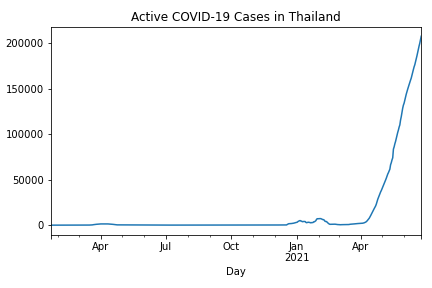 Active COVID-19 Cases in Thailand
200000
150000
100000
50000
0
Apr
Jul
Oct
Jan
2021
Apr
Day